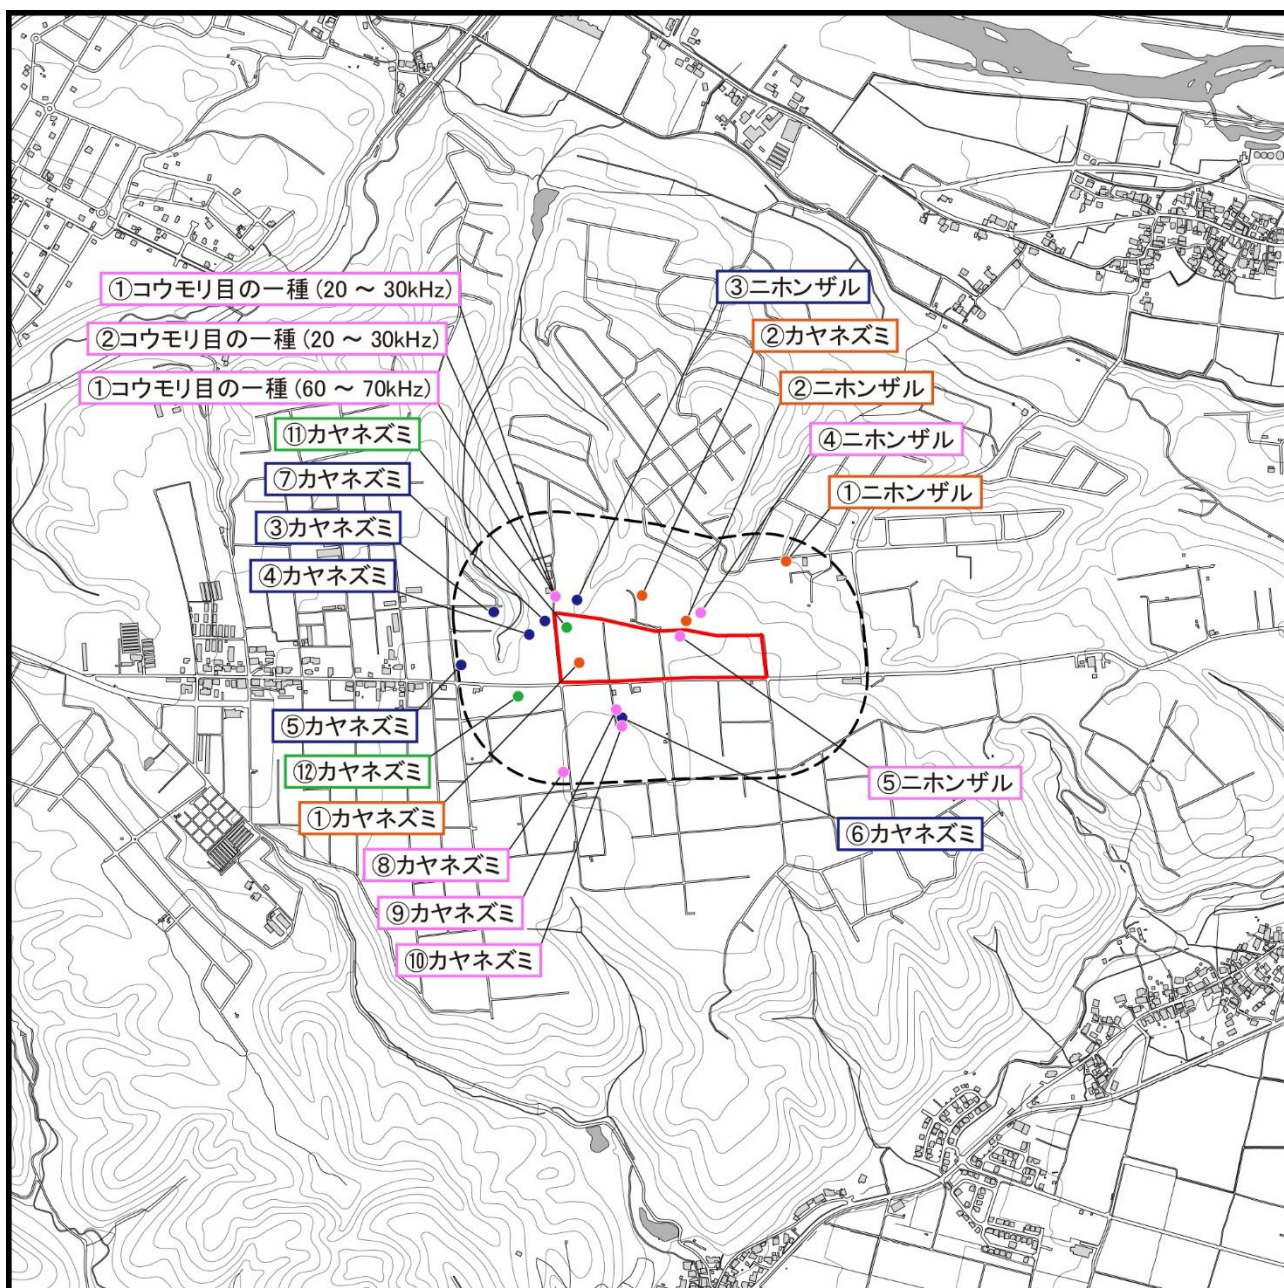 ①コウモリ目の一種(20 ～ 30kHz)
②コウモリ目の一種(20 ～ 30kHz)
①コウモリ目の一種(60 ～ 70kHz)
⑪カヤネズミ
⑦カヤネズミ
③カヤネズミ
④カヤネズミ
⑤カヤネズミ
⑫カヤネズミ
①カヤネズミ
⑧カヤネズミ
⑨カヤネズミ
⑩カヤネズミ
③ニホンザル
②カヤネズミ
②ニホンザル
④ニホンザル
①ニホンザル
⑤ニホンザル
⑥カヤネズミ